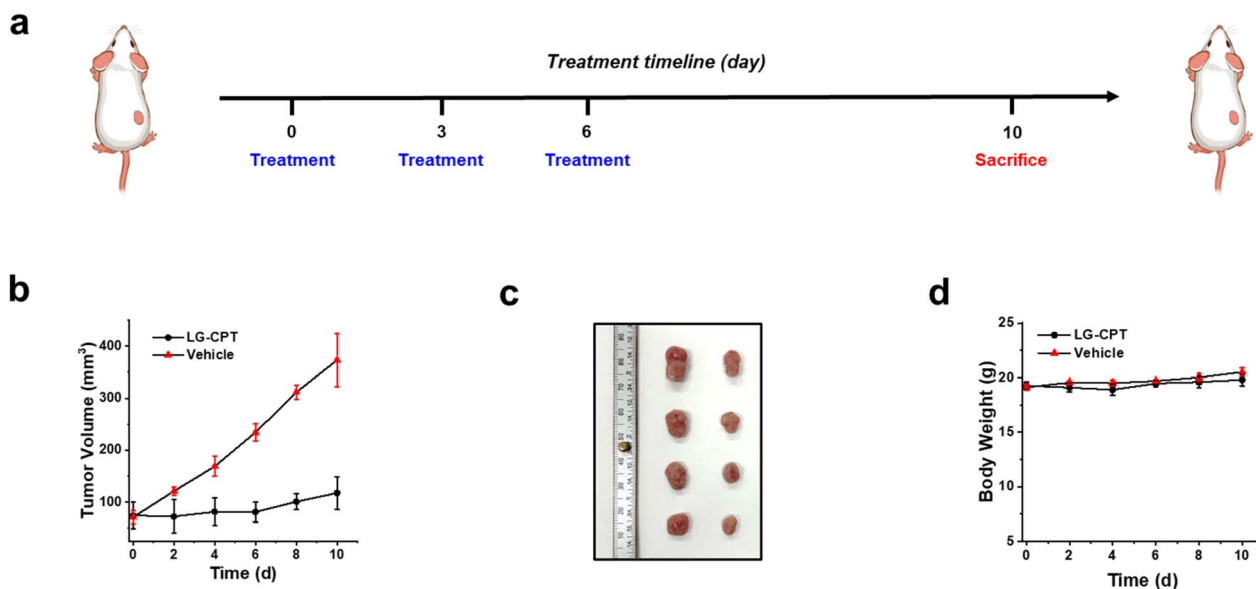 a
Treatment timeline (day)
0 3 6 10
Treatment Treatment Treatment Sacrifice
b
LG-CPT
Vehicle
Tumor Volume (mm³)
400
300
200
100
0 2 4 6 8 10
Time (d)
c
d
LG-CPT
Vehicle
Body Weight (g)
25
20
15
10
5
0 2 4 6 8 10
Time (d)